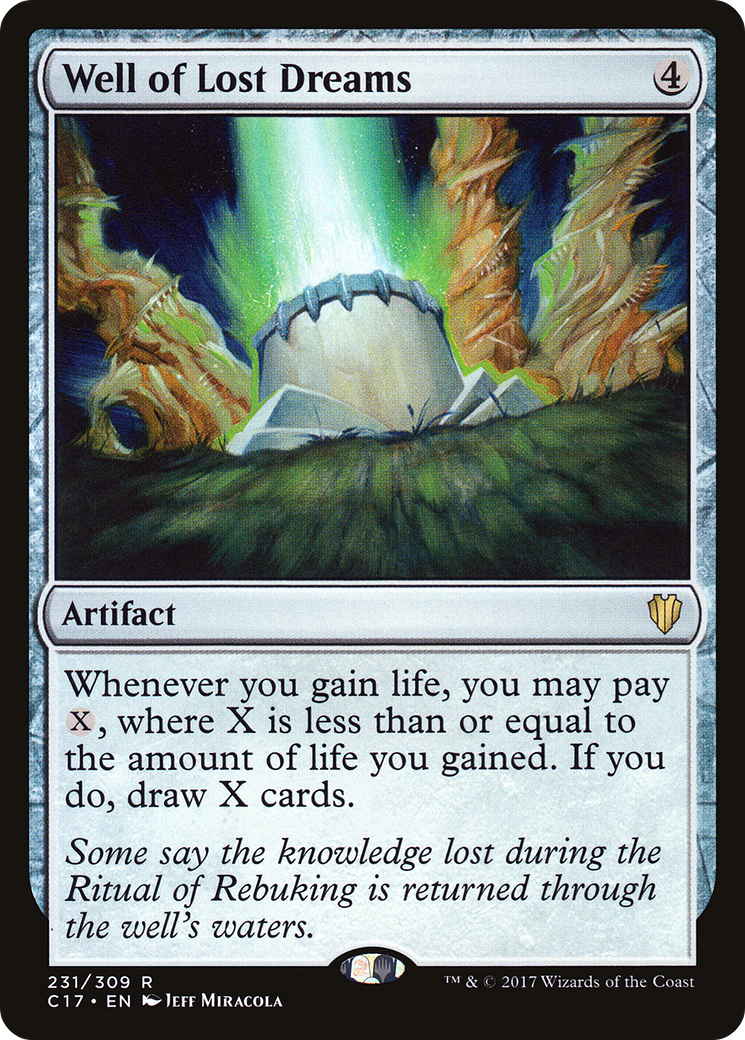 Well of Lost Dreams 4
Artifact
Whenever you gain life, you may pay
X, where X is less than or equal to
the amount of life you gained. If you
do, draw X cards.
Some say the knowledge lost during the
Ritual of Rebuking is returned through
the well's waters.
231/309 R
C17 • EN Jeff Miracola
™ & © 2017 Wizards of the Coast